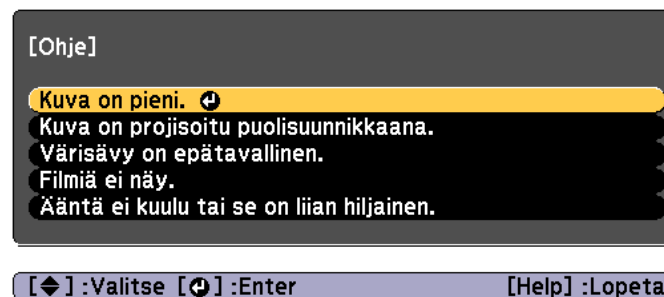 [Ohje]
Kuva on pieni.
Kuva on projisoitu puolisuunnikkaana.
Värisävy on epätavallinen.
Filmiä ei näy.
Ääntä ei kuulu tai se on liian hiljainen.
[ ] :Valitse [ ] :Enter [Help] :Lopeta